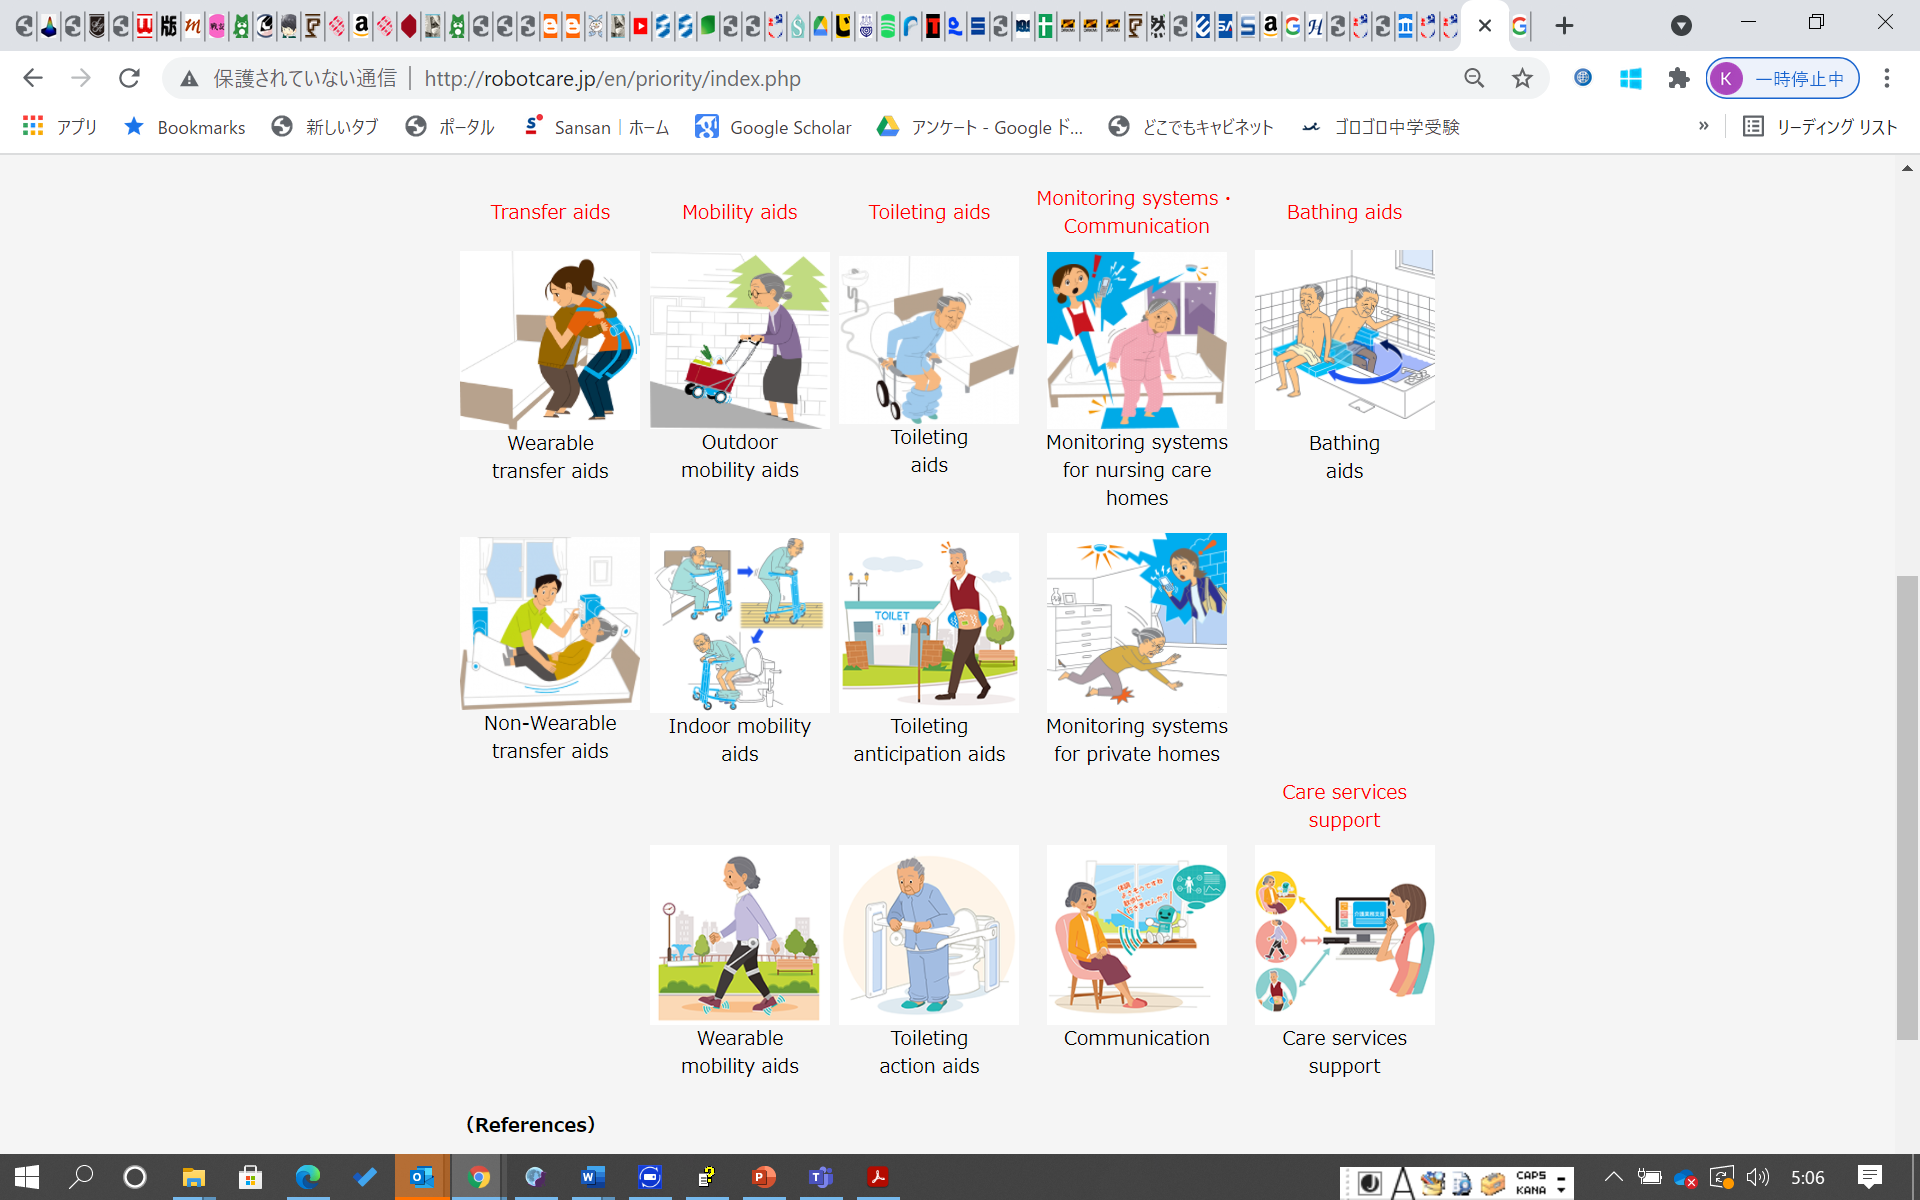 保護されていない通信 | http://robotcare.jp/en/priority/index.php
K 一時停止中
アプリ Bookmarks 新しいタブ ポータル Sansan | ホーム Google Scholar アンケート - Google ド... どこでもキャビネット ゴロゴロ中学受験 » リーディング リスト
Transfer aids
Mobility aids
Toileting aids
Monitoring systems・
Communication
Bathing aids
Wearable
transfer aids
Outdoor
mobility aids
Toileting
aids
Monitoring systems
for nursing care
homes
Bathing
aids
TOILET
Non-Wearable
transfer aids
Indoor mobility
aids
Toileting
anticipation aids
Monitoring systems
for private homes
Care services
support
介護業務支援
Wearable
mobility aids
Toileting
action aids
Communication
Care services
support
（References）
CAPS
KANA
5:06